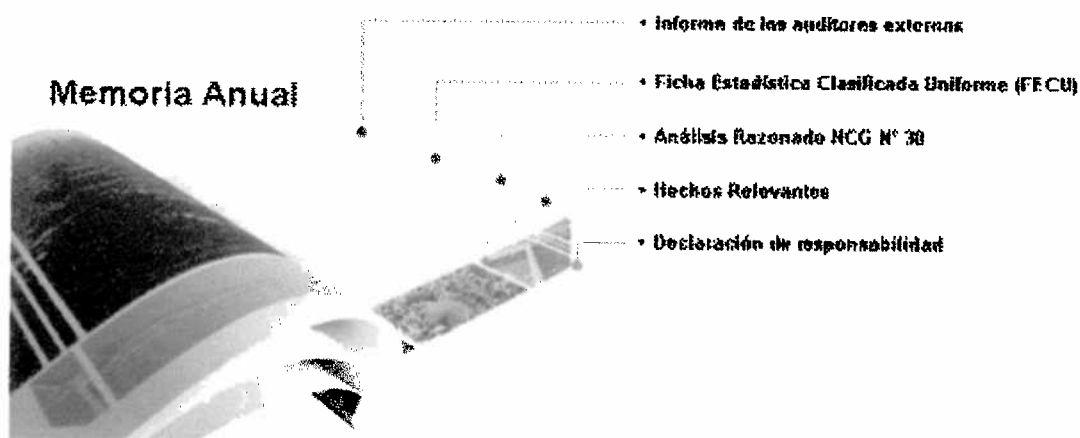 • Informe de los auditores externos
Memoria Anual
• Ficha Estadística Clasificada Uniforme (FECU)
• Análisis Razonado NCG Nº 30
• Hechos Relevantes
• Declaración de responsabilidad